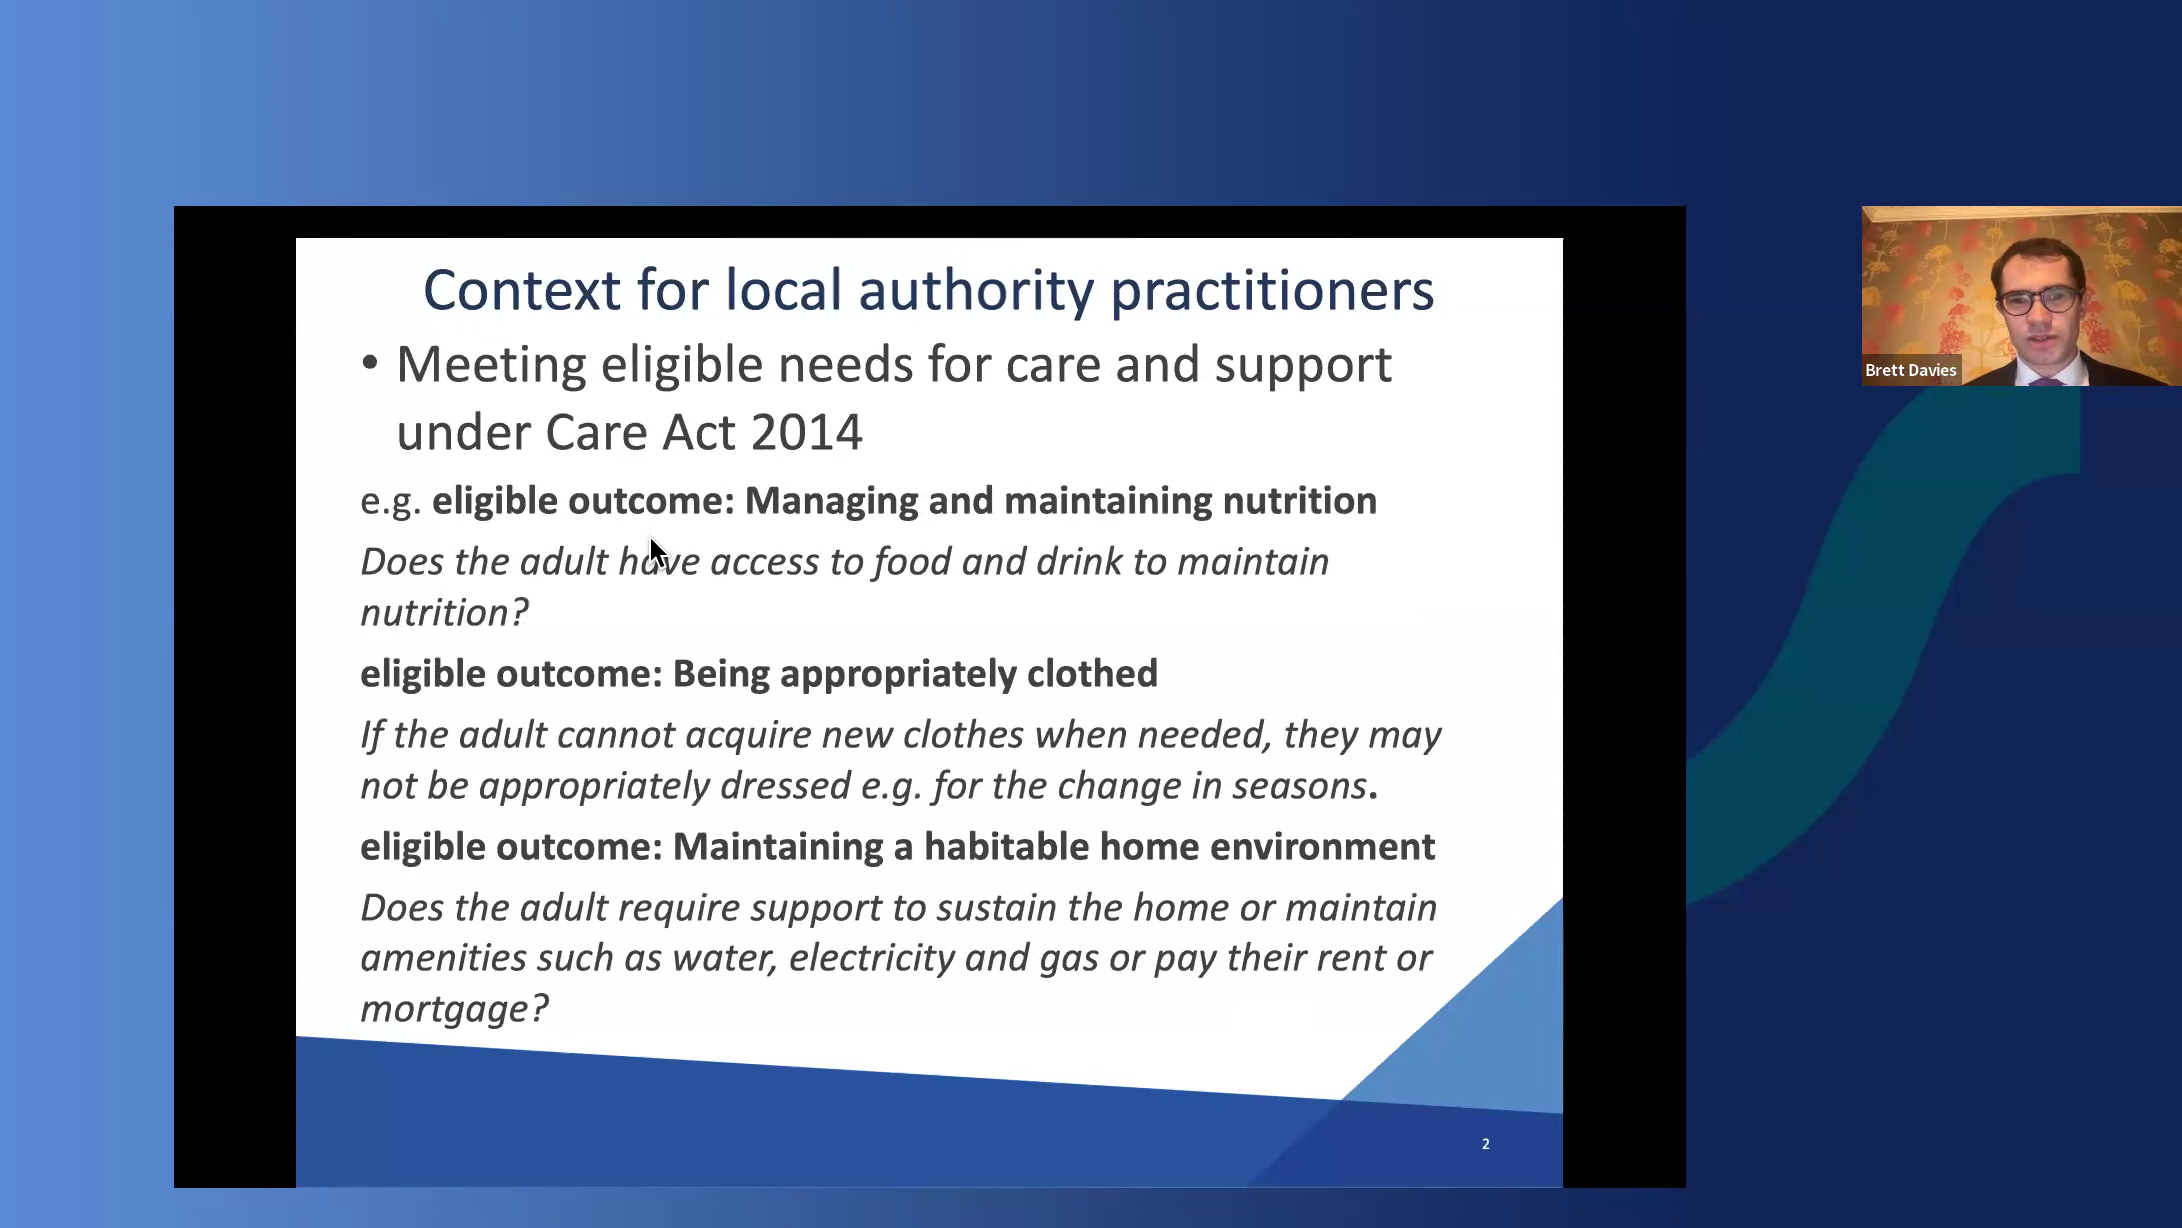 Context for local authority practitioners
• Meeting eligible needs for care and support
under Care Act 2014
e.g. eligible outcome: Managing and maintaining nutrition
Does the adult have access to food and drink to maintain
nutrition?
eligible outcome: Being appropriately clothed
If the adult cannot acquire new clothes when needed, they may
not be appropriately dressed e.g. for the change in seasons.
eligible outcome: Maintaining a habitable home environment
Does the adult require support to sustain the home or maintain
amenities such as water, electricity and gas or pay their rent or
mortgage?
2
Brett Davies